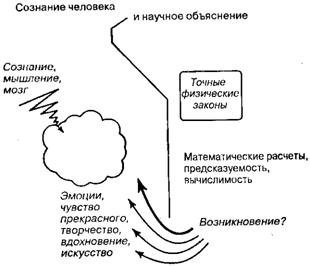 Сознание человека
и научное объяснение
Сознание,
мышление,
мозг
Точные
физические
законы
Математические расчеты,
предсказуемость,
вычислимость
Эмоции,
чувство
прекрасного,
творчество,
вдохновение,
искусство
Возникновение?